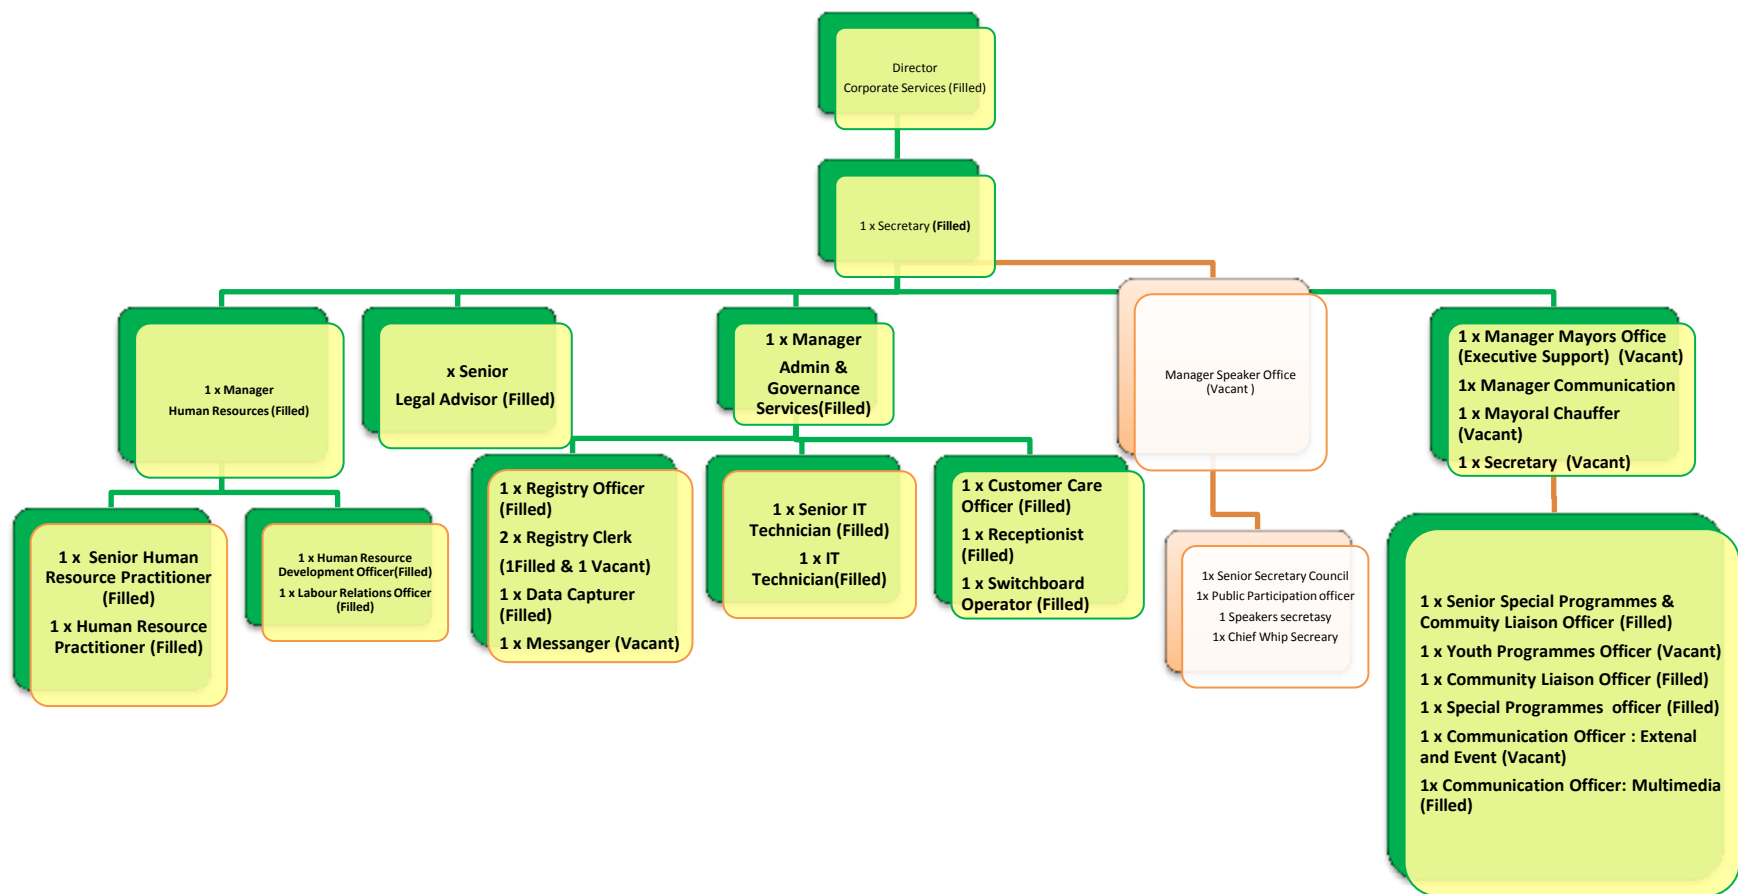 Director
Corporate Services (Filled)
1 x Secretary (Filled)
1 x Manager
Human Resources (Filled)
x Senior
Legal Advisor (Filled)
1 x Manager
Admin &
Governance
Services(Filled)
Manager Speaker Office
(Vacant )
1 x Manager Mayors Office
(Executive Support) (Vacant)
1x Manager Communication
1 x Mayoral Chauffer
(Vacant)
1 x Secretary (Vacant)
1 x Senior Human
Resource Practitioner
(Filled)
1 x Human Resource
Practitioner (Filled)
1 x Human Resource
Development Officer(Filled)
1 x Labour Relations Officer
(Filled)
1 x Registry Officer
(Filled)
2 x Registry Clerk
(1Filled & 1 Vacant)
1 x Data Capturer
(Filled)
1 x Messanger (Vacant)
1 x Senior IT
Technician (Filled)
1 x IT
Technician(Filled)
1 x Customer Care
Officer (Filled)
1 x Receptionist
(Filled)
1 x Switchboard
Operator (Filled)
1x Senior Secretary Council
1x Public Participation officer
1 Speakers secretasy
1x Chief Whip Secreary
1 x Senior Special Programmes &
Commuity Liaison Officer (Filled)
1 x Youth Programmes Officer (Vacant)
1 x Community Liaison Officer (Filled)
1 x Special Programmes officer (Filled)
1 x Communication Officer : Extenal
and Event (Vacant)
1x Communication Officer: Multimedia
(Filled)